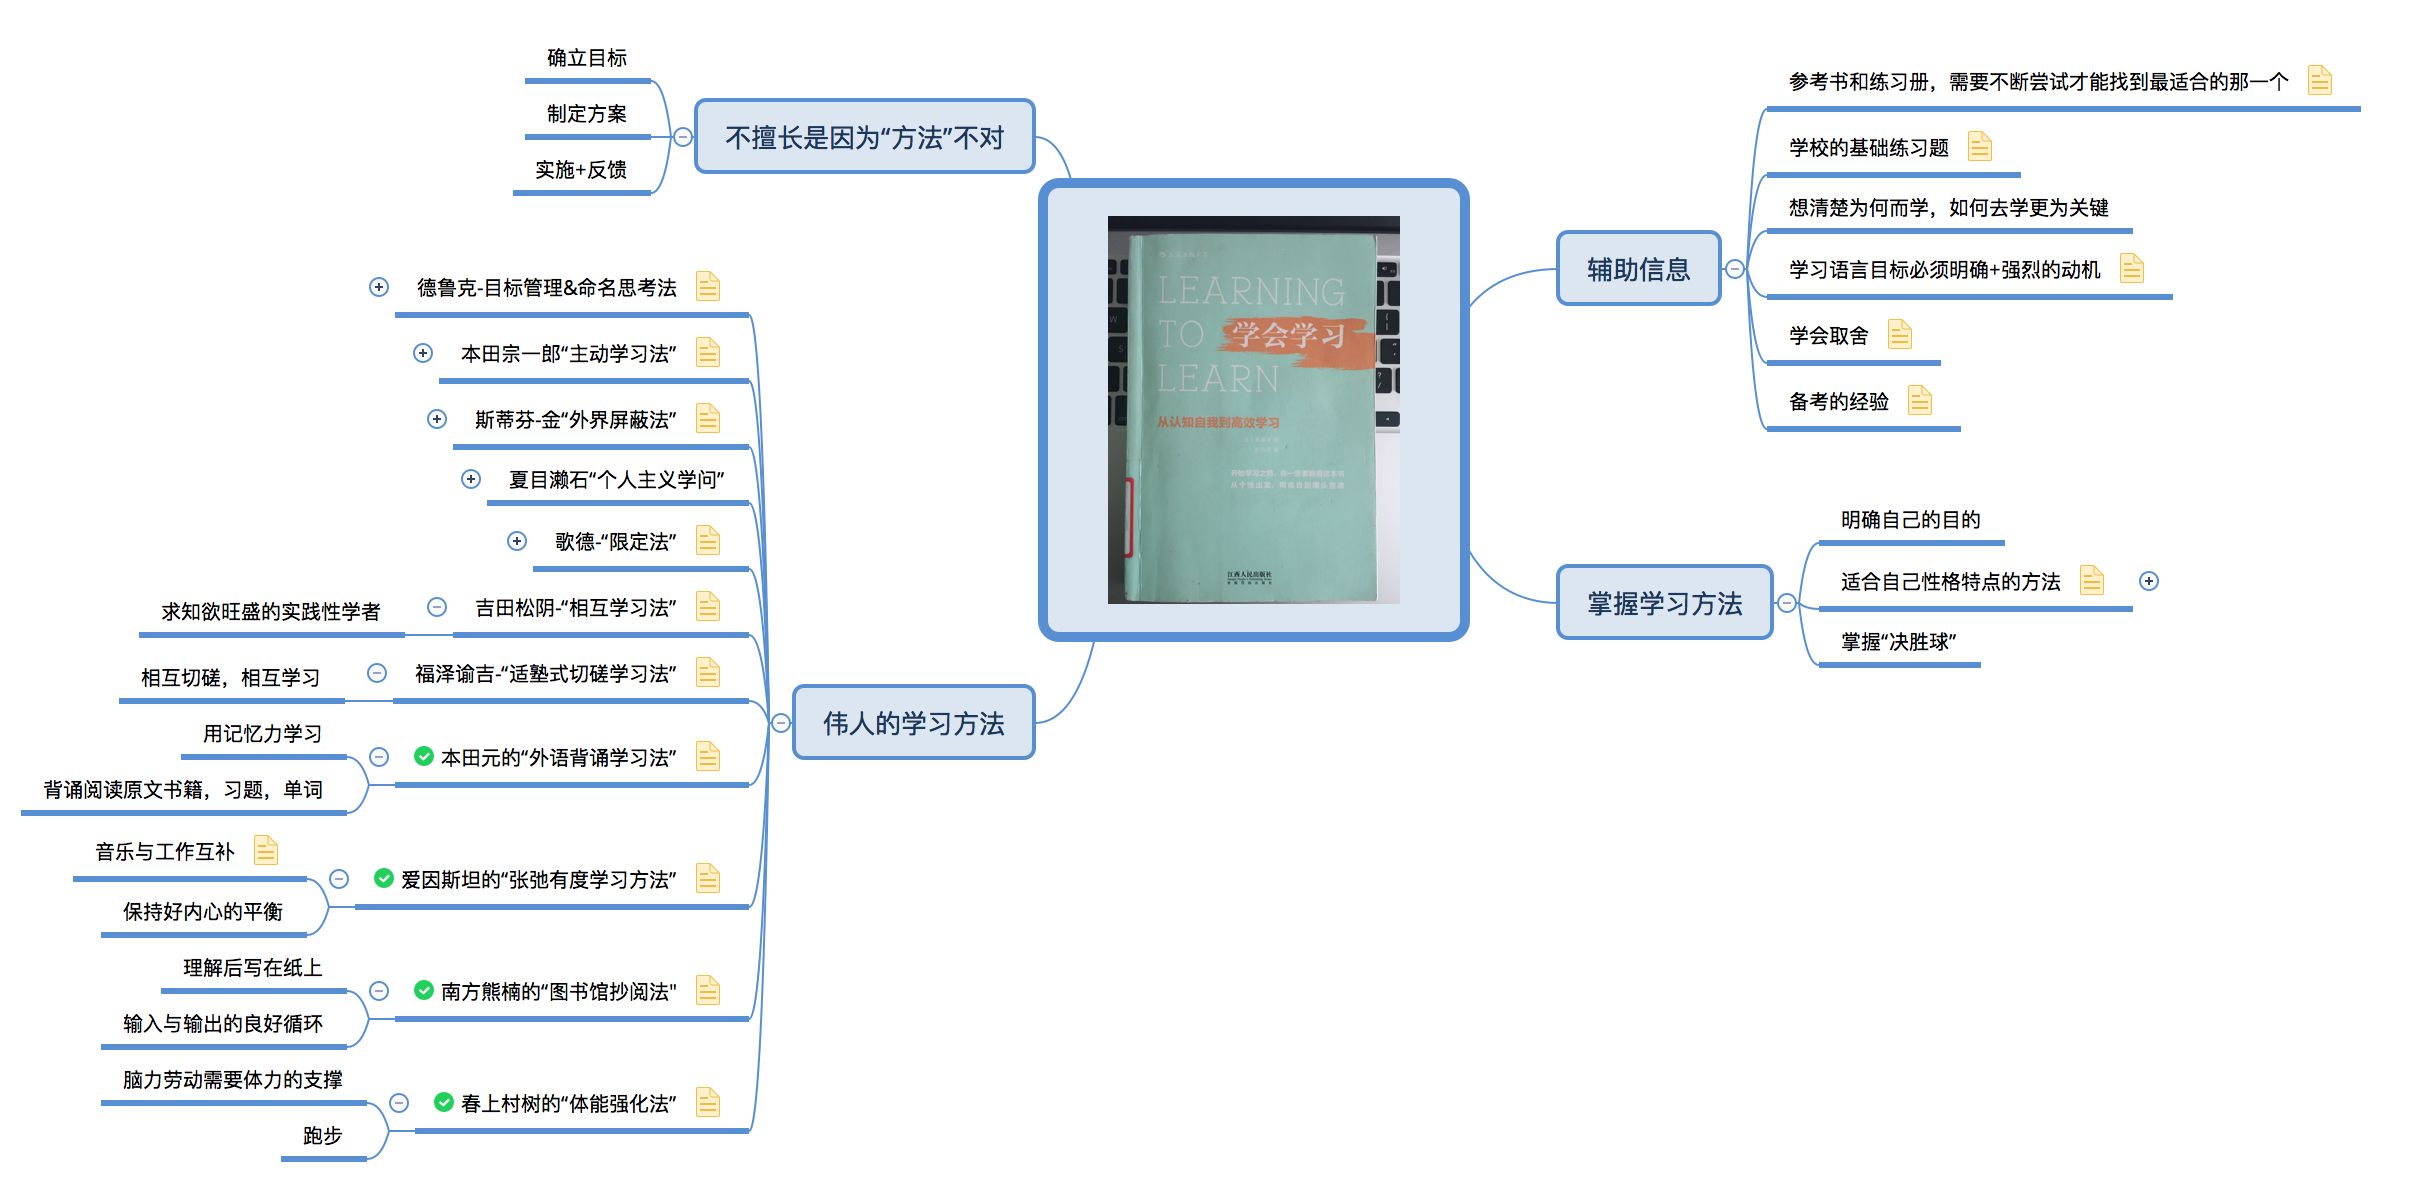 确立目标
制定方案
实施+反馈
不擅长是因为“方法”不对
德鲁克-目标管理&命名思考法
本田宗一郎“主动学习法”
斯蒂芬-金“外界屏蔽法”
夏目濑石“个人主义学问”
歌德-“限定法”
吉田松阴-“相互学习法”
求知欲旺盛的实践性学者
福泽谕吉-“适塾式切磋学习法”
相互切磋，相互学习
本田元的“外语背诵学习法”
用记忆力学习
背诵阅读原文书籍，习题，单词
爱因斯坦的“张弛有度学习方法”
音乐与工作互补
保持好内心的平衡
南方熊楠的“图书馆抄阅法"
理解后写在纸上
输入与输出的良好循环
春上村树的“体能强化法”
脑力劳动需要体力的支撑
跑步
伟人的学习方法
LEARNING
TO 学会学习
LEARN
从认知自我到高效学习
江西人民出版社
辅助信息
参考书和练习册，需要不断尝试才能找到最适合的那一个
学校的基础练习题
想清楚为何而学，如何去学更为关键
学习语言目标必须明确+强烈的动机
学会取舍
备考的经验
掌握学习方法
明确自己的目的
适合自己性格特点的方法
掌握“决胜球”